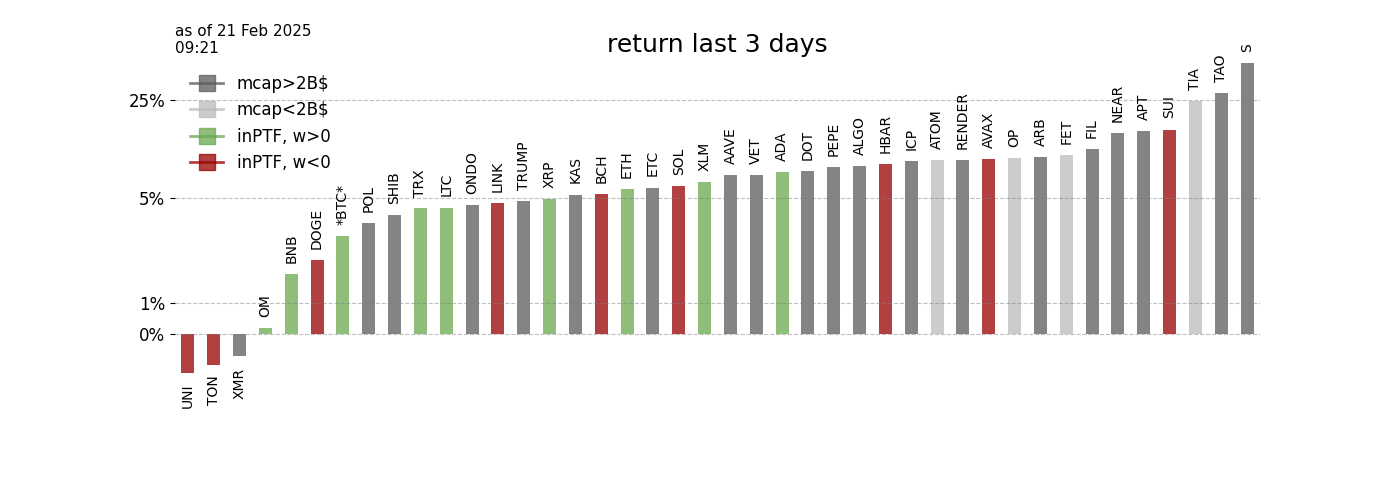 as of 21 Feb 2025
09:21
return last 3 days
mcap>2B$
mcap<2B$
inPTF, w>0
inPTF, w<0
25%
5%
1%
0%
UNI
TON
XMR
OM
BNB
DOGE
*BTC*
POL
SHIB
TRX
LTC
ONDO
LINK
TRUMP
XRP
KAS
BCH
ETH
ETC
SOL
XLM
AAVE
VET
ADA
DOT
PEPE
ALGO
HBAR
ICP
ATOM
RENDER
AVAX
OP
ARB
FET
FIL
NEAR
APT
SUI
TIA
TAO
S